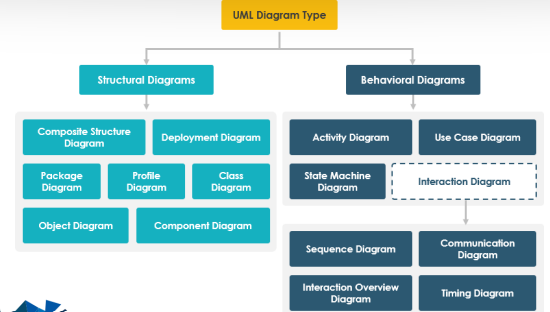 UML Diagram Type
Structural Diagrams
Behavioral Diagrams
Composite Structure
Diagram
Deployment Diagram
Package
Diagram
Profile
Diagram
Class
Diagram
Object Diagram
Component Diagram
Activity Diagram
Use Case Diagram
State Machine
Diagram
Interaction Diagram
Sequence Diagram
Communication
Diagram
Interaction Overview
Diagram
Timing Diagram